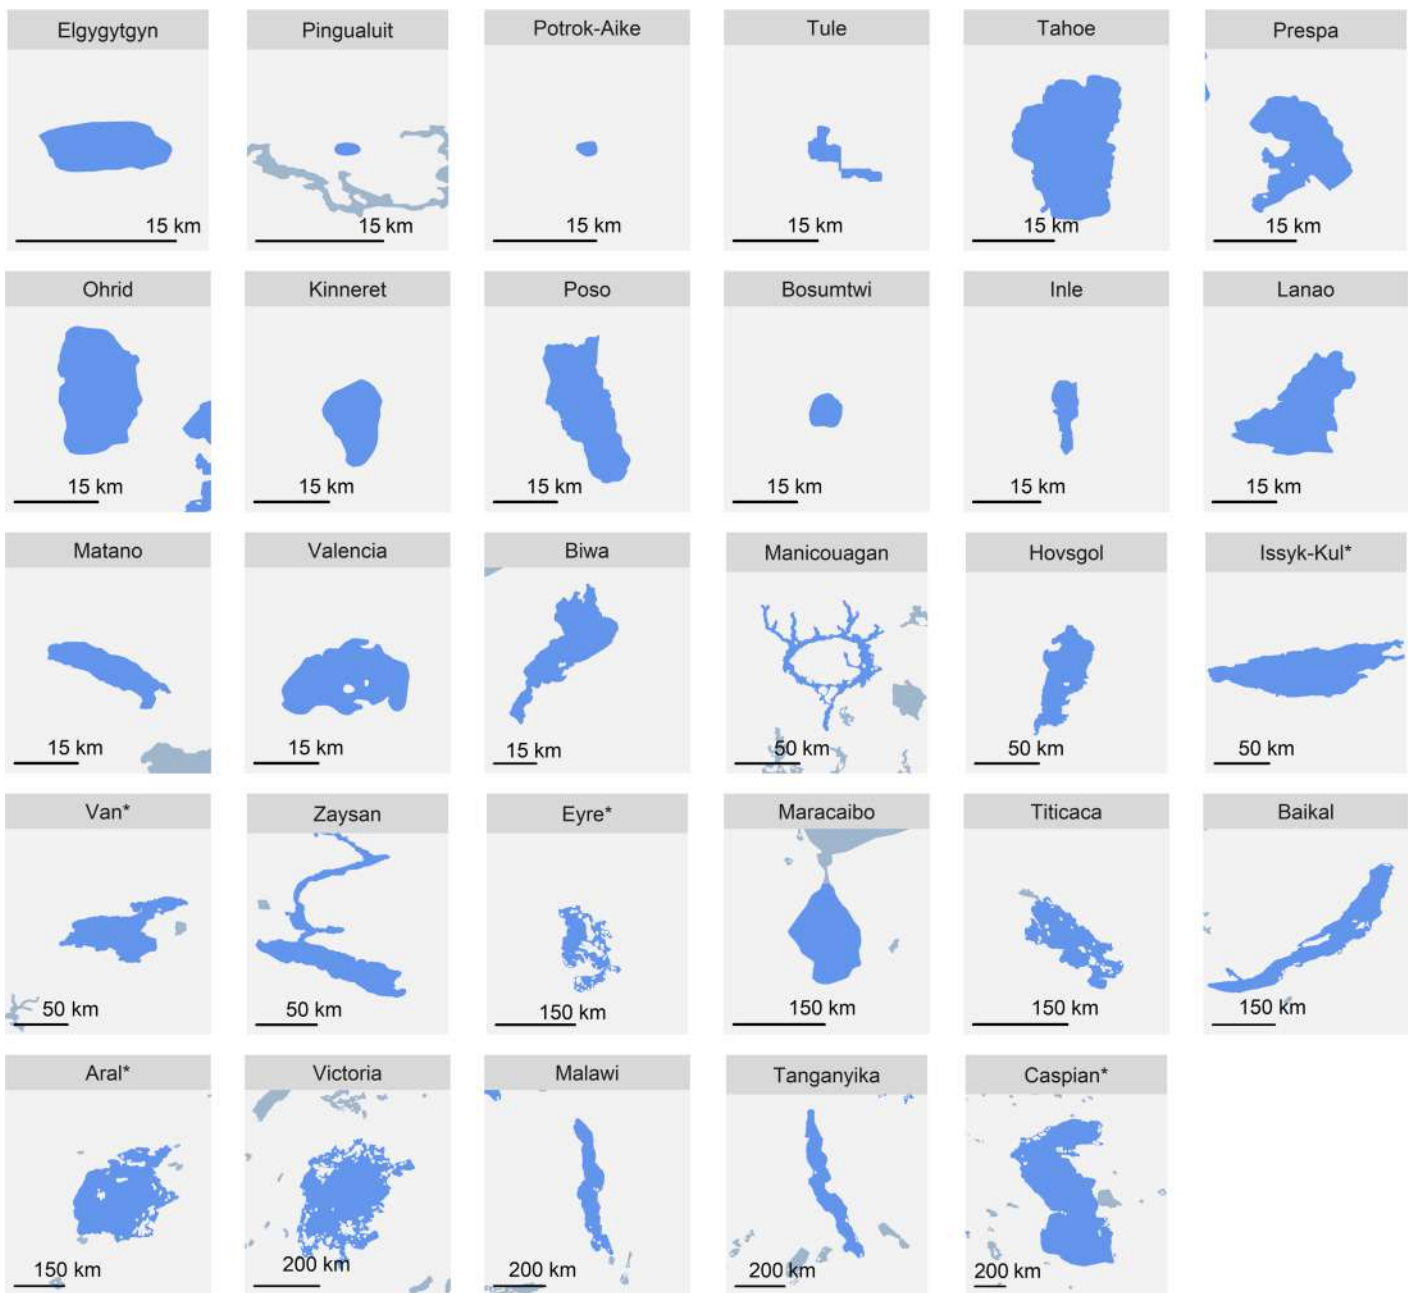 Elgygytgyn Pingualuit Potrok-Aike Tule Tahoe Prespa
15 km 15 km 15 km 15 km 15 km 15 km
Ohrid Kinneret Poso Bosumtwi Inle Lanao
15 km 15 km 15 km 15 km 15 km 15 km
Matano Valencia Biwa Manicouagan Hovsgol Issyk-Kul*
15 km 15 km 15 km 50 km 50 km 50 km
Van* Zaysan Eyre* Maracaibo Titicaca Baikal
50 km 50 km 150 km 150 km 150 km 150 km
Aral* Victoria Malawi Tanganyika Caspian*
150 km 200 km 200 km 200 km 200 km